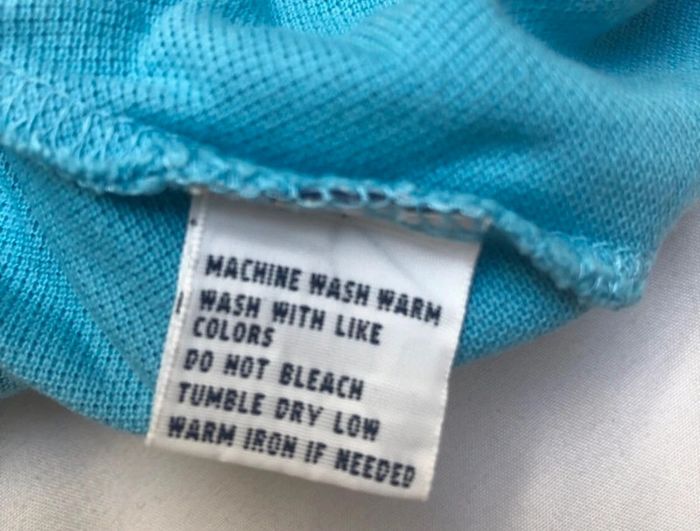 MACHINE WASH WARM
WASH WITH LIKE
COLORS
DO NOT BLEACH
TUMBLE DRY LOW
WARM IRON IF NEEDED